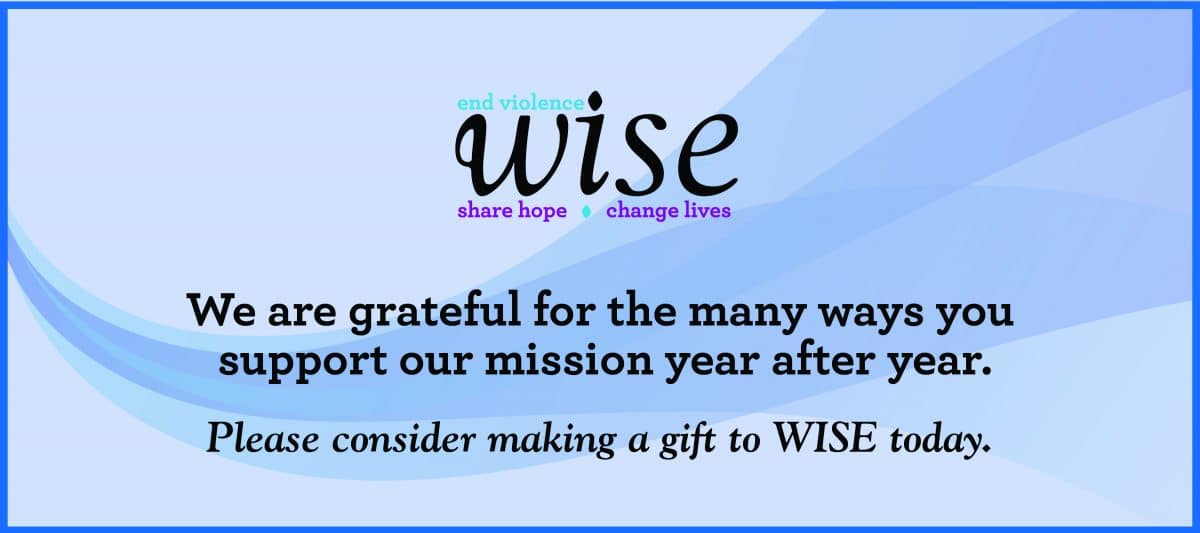 end violence
wise
share hope change lives
We are grateful for the many ways you
support our mission year after year.
Please consider making a gift to WISE today.